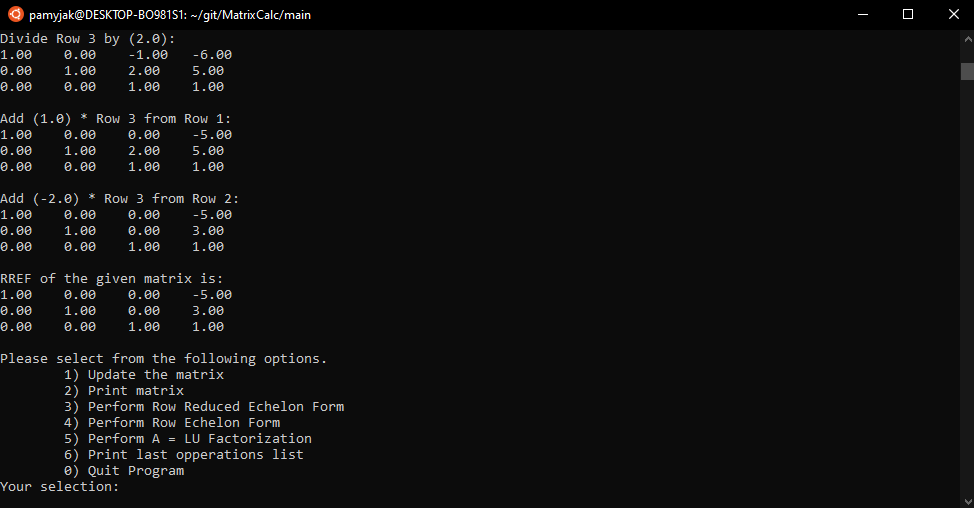 pamyjak@DESKTOP-BO981S1: ~/git/MatrixCalc/main
Divide Row 3 by (2.0):
1.00    0.00    -1.00   -6.00
0.00    1.00    2.00    5.00
0.00    0.00    1.00    1.00
Add (1.0) * Row 3 from Row 1:
1.00    0.00    0.00    -5.00
0.00    1.00    2.00    5.00
0.00    0.00    1.00    1.00
Add (-2.0) * Row 3 from Row 2:
1.00    0.00    0.00    -5.00
0.00    1.00    0.00    3.00
0.00    0.00    1.00    1.00
RREF of the given matrix is:
1.00    0.00    0.00    -5.00
0.00    1.00    0.00    3.00
0.00    0.00    1.00    1.00
Please select from the following options.
1) Update the matrix
2) Print matrix
3) Perform Row Reduced Echelon Form
4) Perform Row Echelon Form
5) Perform A = LU Factorization
6) Print last opperations list
0) Quit Program
Your selection: